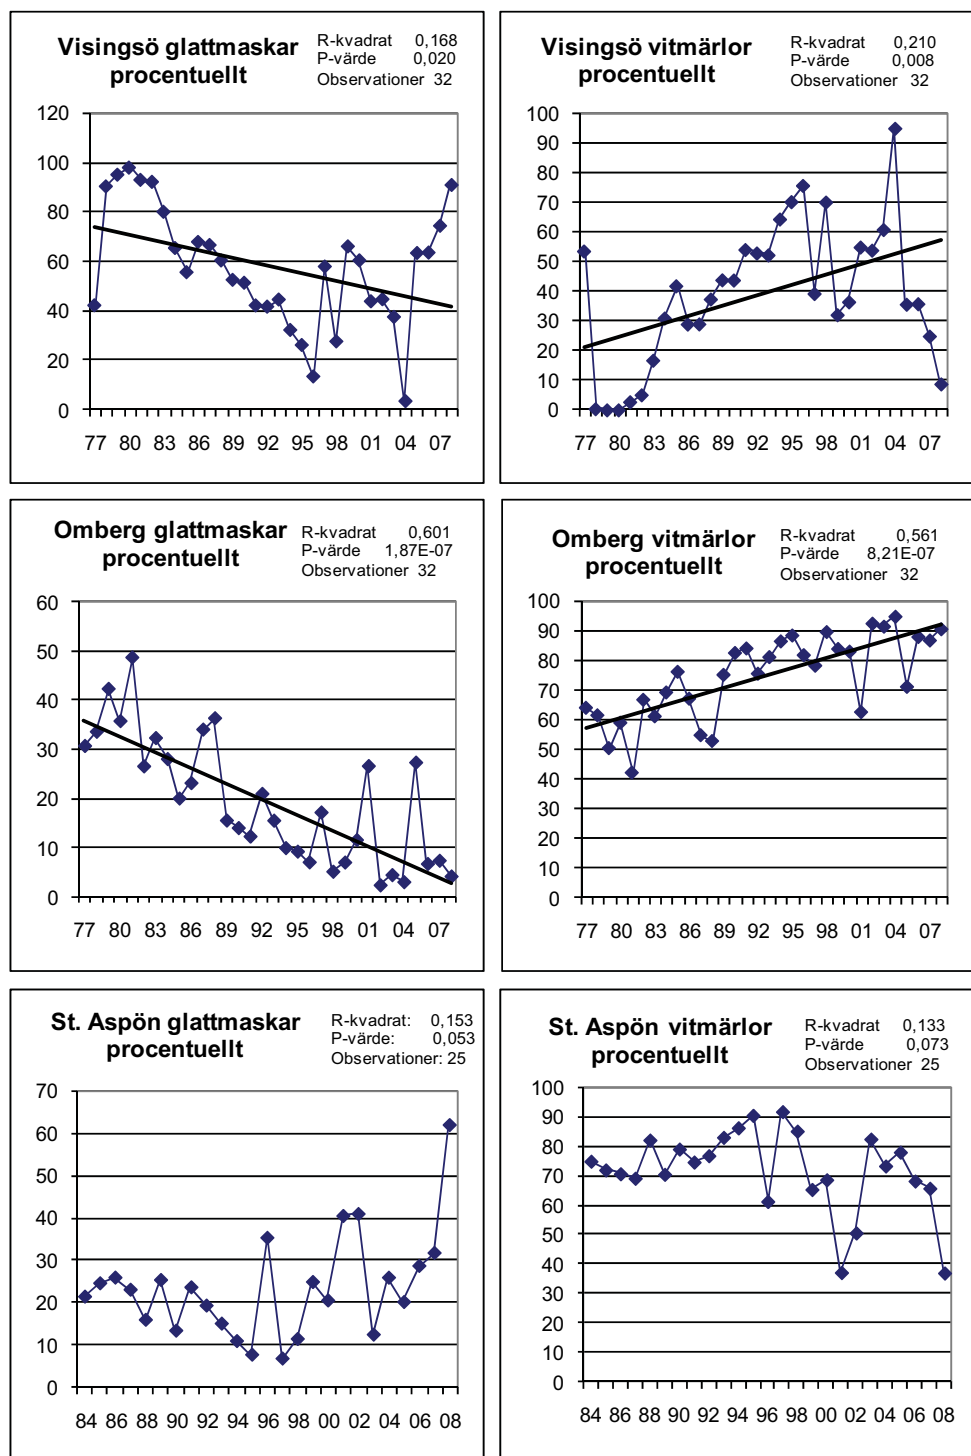 Visingsö glattmaskar
procentuellt
R-kvadrat 0,168
P-värde 0,020
Observationer 32
120
100
80
60
40
20
0
77 80 83 86 89 92 95 98 01 04 07
Visingsö vitmärlor
procentuellt
R-kvadrat 0,210
P-värde 0,008
Observationer 32
100
90
80
70
60
50
40
30
20
10
0
77 80 83 86 89 92 95 98 01 04 07
Omberg glattmaskar
procentuellt
R-kvadrat 0,601
P-värde 1,87E-07
Observationer 32
60
50
40
30
20
10
0
77 80 83 86 89 92 95 98 01 04 07
Omberg vitmärlor
procentuellt
R-kvadrat 0,561
P-värde 8,21E-07
Observationer 32
100
90
80
70
60
50
40
30
20
10
0
77 80 83 86 89 92 95 98 01 04 07
St. Aspön glattmaskar
procentuellt
R-kvadrat: 0,153
P-värde: 0,053
Observationer: 25
70
60
50
40
30
20
10
0
84 86 88 90 92 94 96 98 00 02 04 06 08
St. Aspön vitmärlor
procentuellt
R-kvadrat 0,133
P-värde 0,073
Observationer 25
100
90
80
70
60
50
40
30
20
10
0
84 86 88 90 92 94 96 98 00 02 04 06 08